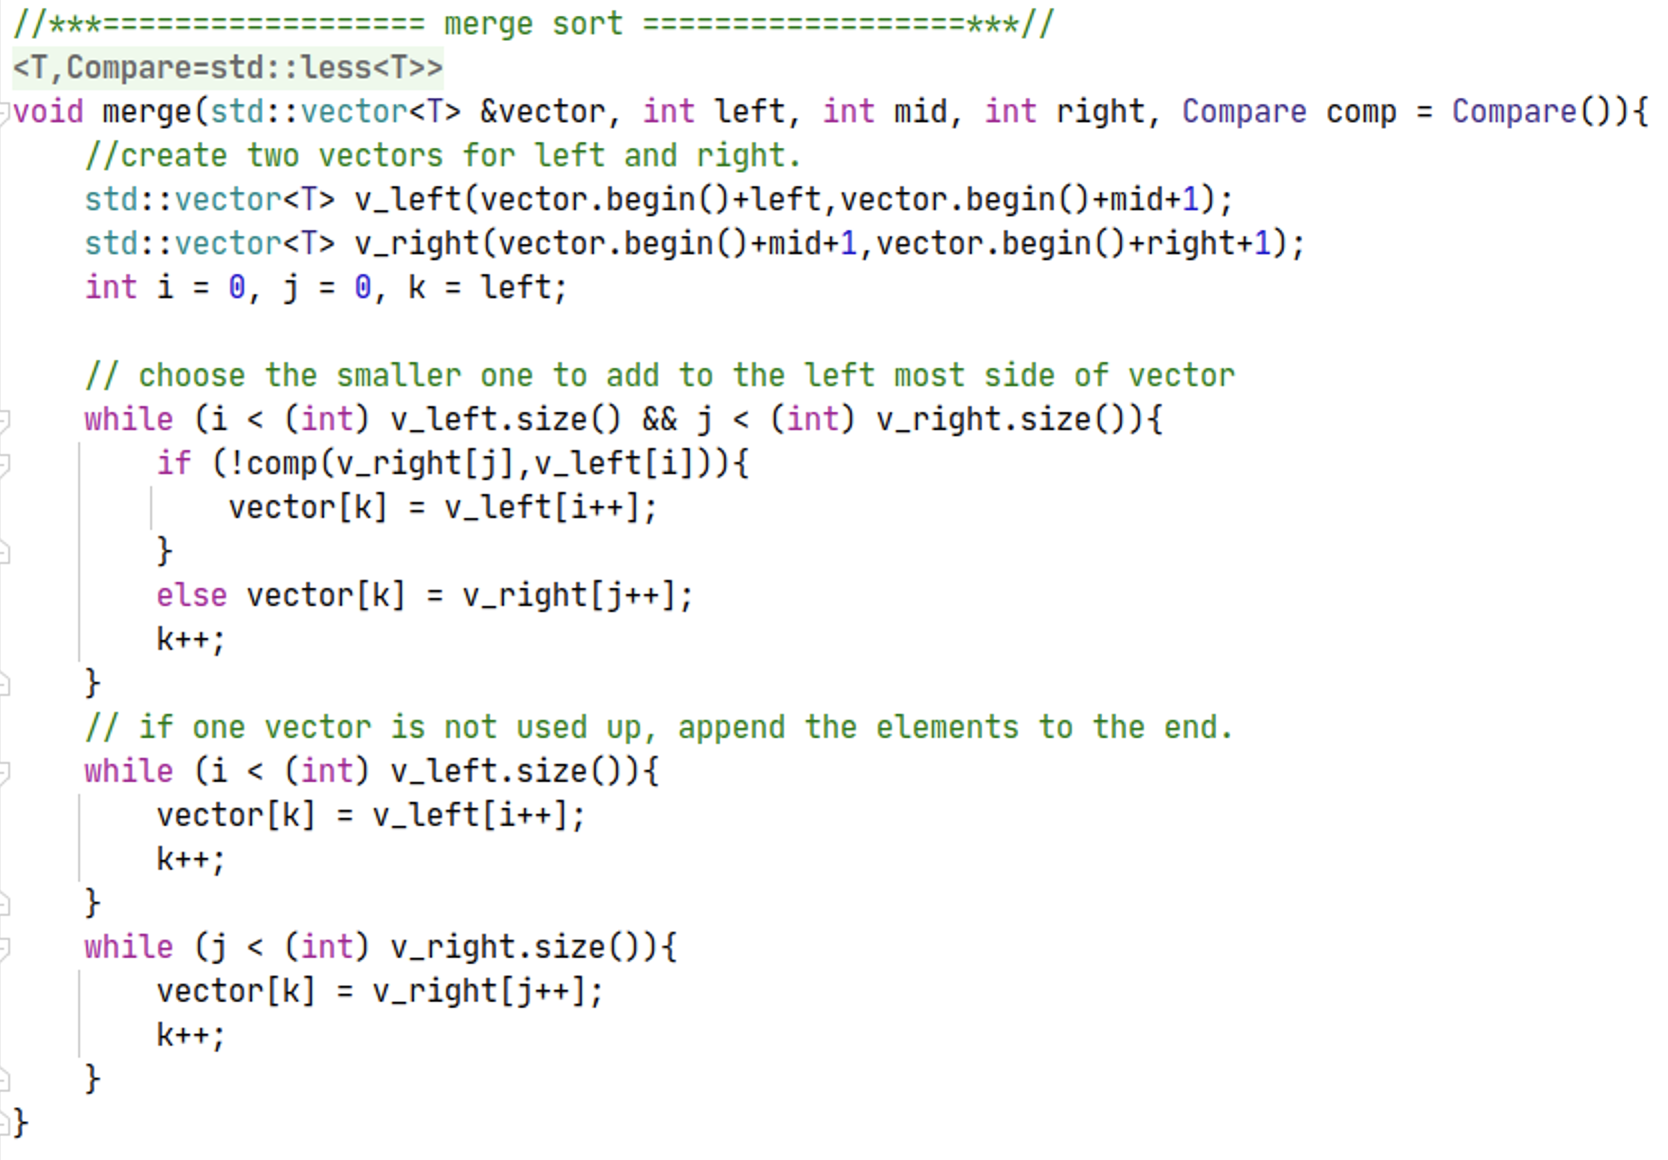 //***================== merge sort ==================***//
<T,Compare=std::less<T>>
void merge(std::vector<T> &vector, int left, int mid, int right, Compare comp = Compare()){
    //create two vectors for left and right.
    std::vector<T> v_left(vector.begin()+left,vector.begin()+mid+1);
    std::vector<T> v_right(vector.begin()+mid+1,vector.begin()+right+1);
    int i = 0, j = 0, k = left;

    // choose the smaller one to add to the left most side of vector
    while (i < (int) v_left.size() && j < (int) v_right.size()){
        if (!comp(v_right[j],v_left[i])){
            vector[k] = v_left[i++];
        }
        else vector[k] = v_right[j++];
        k++;
    }
    // if one vector is not used up, append the elements to the end.
    while (i < (int) v_left.size()){
        vector[k] = v_left[i++];
        k++;
    }
    while (j < (int) v_right.size()){
        vector[k] = v_right[j++];
        k++;
    }
}